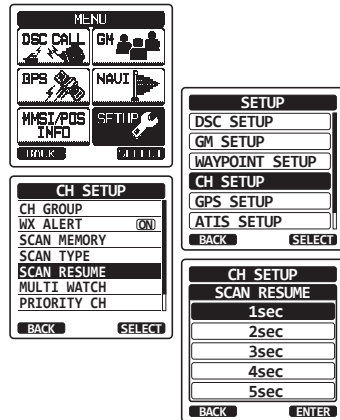 MENU
DSC CALL
GM
GPS
NAVI
MMSI/POS INFO
SETUP
BACK
SELECT
SETUP
DSC SETUP
GM SETUP
WAYPOINT SETUP
CH SETUP
GPS SETUP
ATIS SETUP
BACK
SELECT
CH SETUP
CH GROUP
WX ALERT
ON
SCAN MEMORY
SCAN TYPE
SCAN RESUME
MULTI WATCH
PRIORITY CH
BACK
SELECT
CH SETUP
SCAN RESUME
1sec
2sec
3sec
4sec
5sec
BACK
ENTER